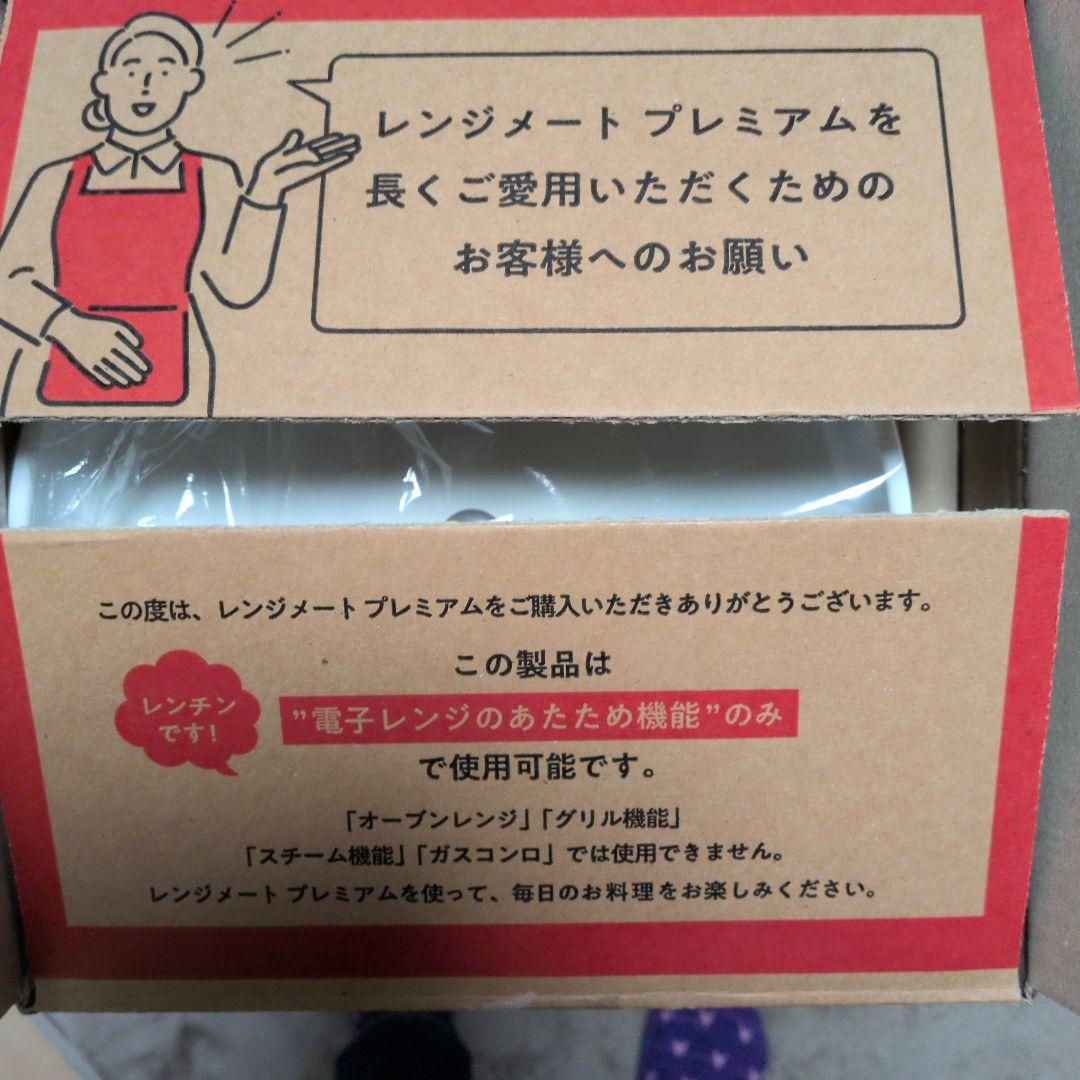 レンジメート プレミアムを
長くご愛用いただくための
お客様へのお願い
この度は、レンジメート プレミアムをご購入いただきありがとうございます。
この製品は
レンチン
です!
”電子レンジのあたため機能”のみ
で使用可能です。
「オーブンレンジ」「グリル機能」
「スチーム機能」「ガスコンロ」では使用できません。
レンジメート プレミアムを使って、毎日のお料理をお楽しみください。